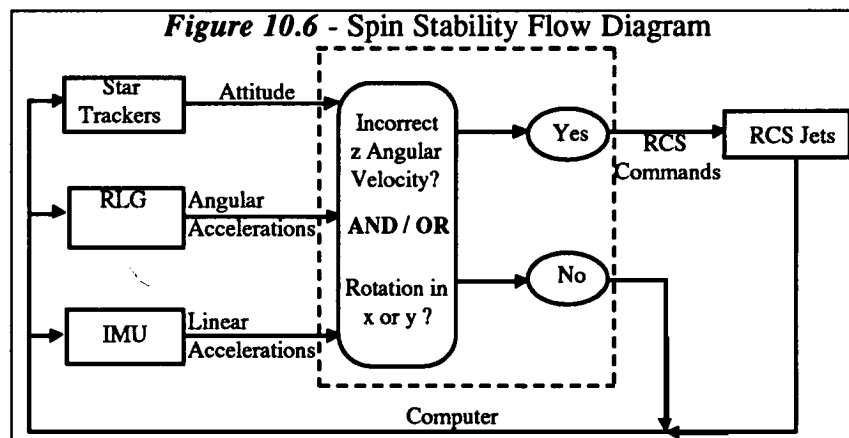 Figure 10.6 - Spin Stability Flow Diagram
Star
Trackers
Attitude
RLG
Angular
Accelerations
IMU
Linear
Accelerations
Incorrect
z Angular
Velocity?
AND / OR
Rotation in
x or y ?
Yes
No
RCS
Commands
RCS Jets
Computer